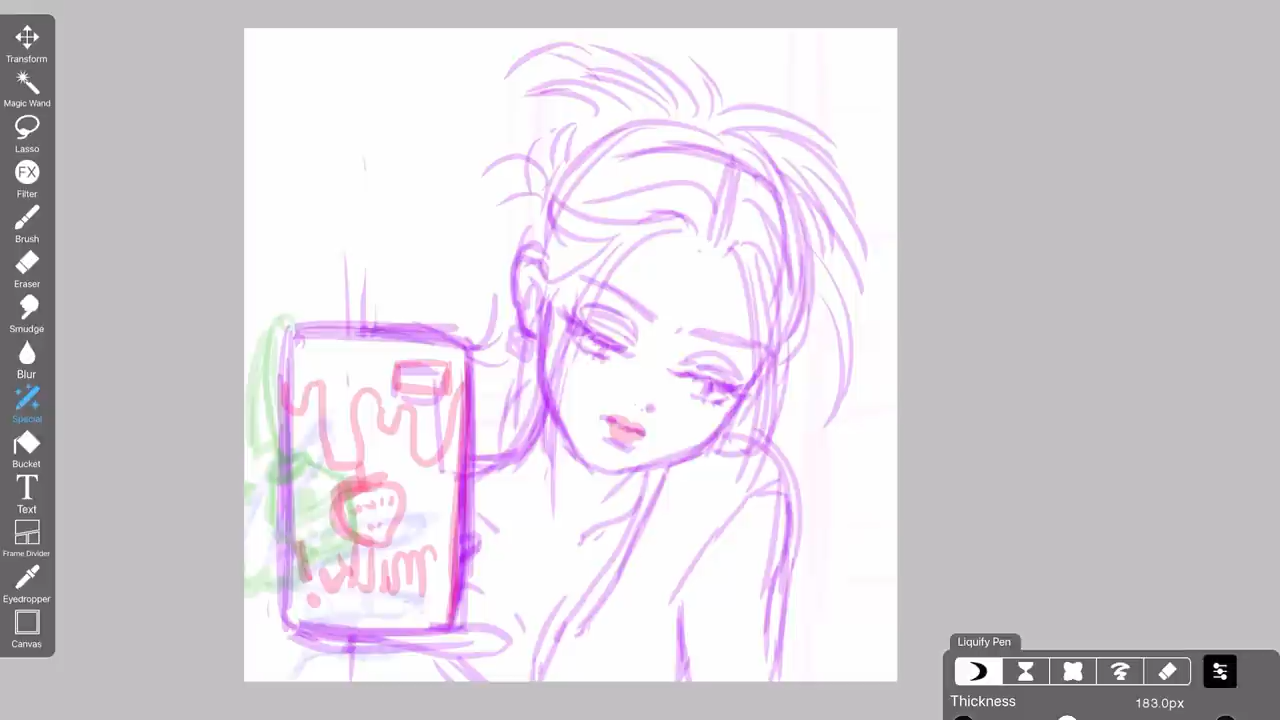 Transform
Magic Wand
Lasso
FX
Filter
Brush
Eraser
Smudge
Blur
Special
Bucket
T
Text
Frame Divider
Eyedropper
Canvas
Liquify Pen
Thickness 183.0px